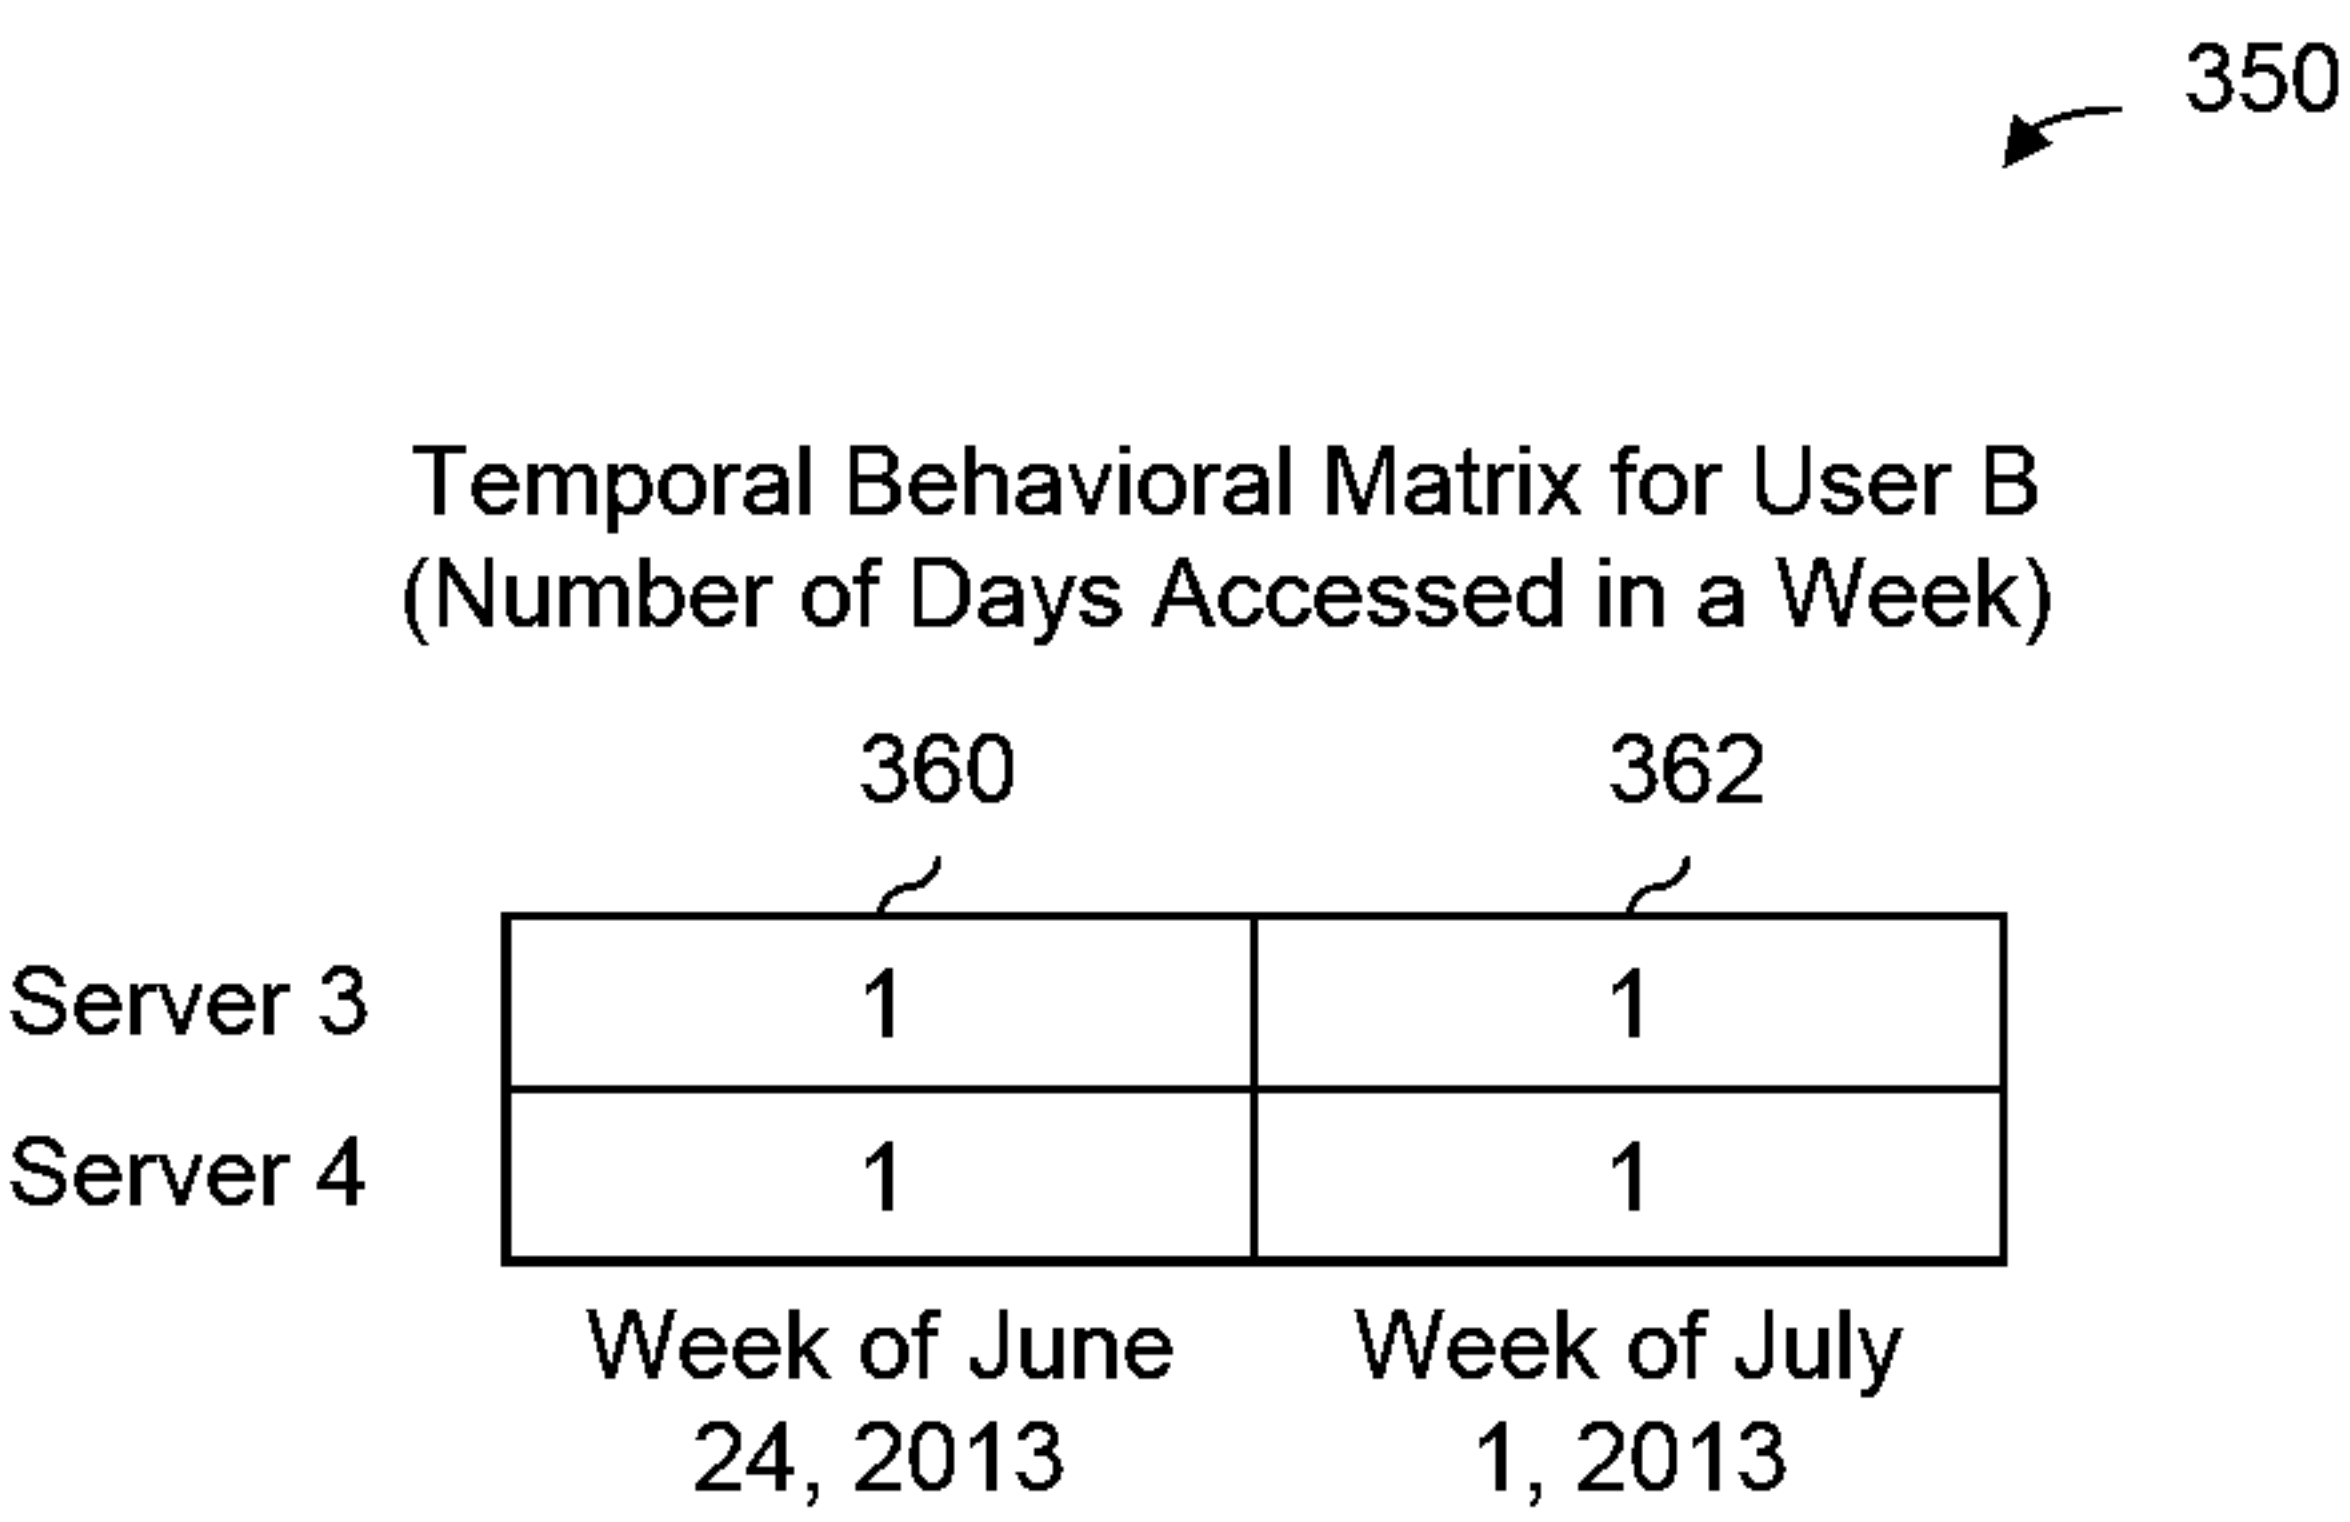 350
Temporal Behavioral Matrix for User B
(Number of Days Accessed in a Week)
360 362
Server 3 1 1
Server 4 1 1
Week of June Week of July
24, 2013 1, 2013